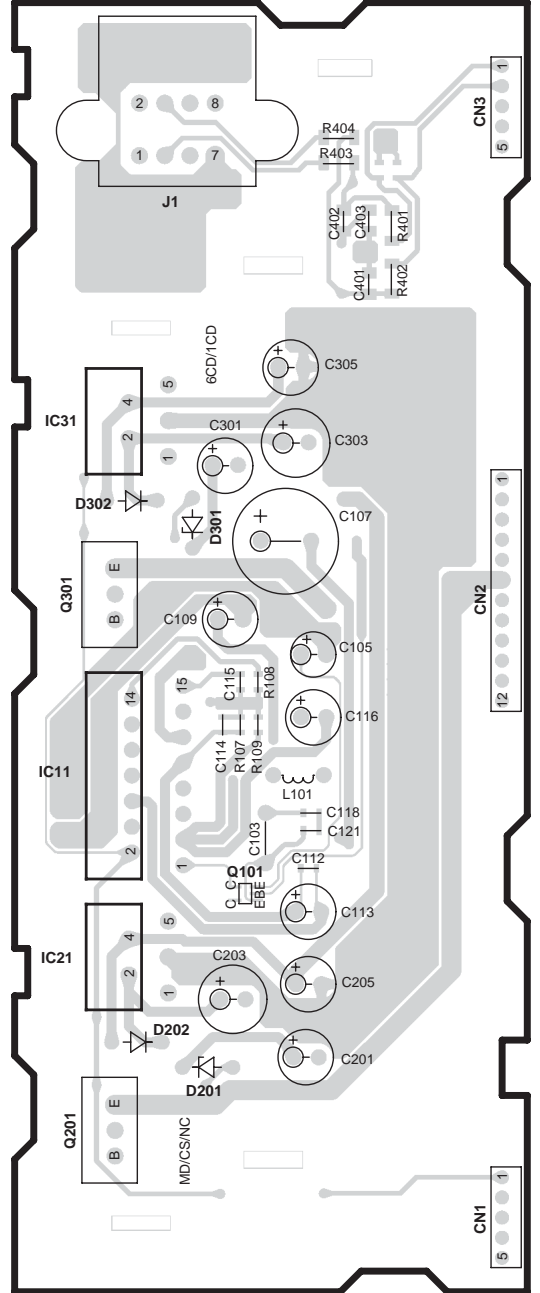 1
CN3
5
2
8
1
7
J1
R404
R403
C402
C403
R401
C401
R402
6CD/1CD
5
4
2
1
IC31
+
C305
C301
+
+
C303
D302
D301
+
C107
E
B
Q301
1
CN2
12
C109
+
+
C105
14
15
C115
R108
+
C116
C114
R107
R109
IC11
L101
C118
C103
C121
2
1
Q101
C C
EBE
C112
+
C113
5
4
2
1
IC21
C203
+
+
C205
D202
+
C201
D201
E
B
Q201
MD/CS/NC
1
CN1
5